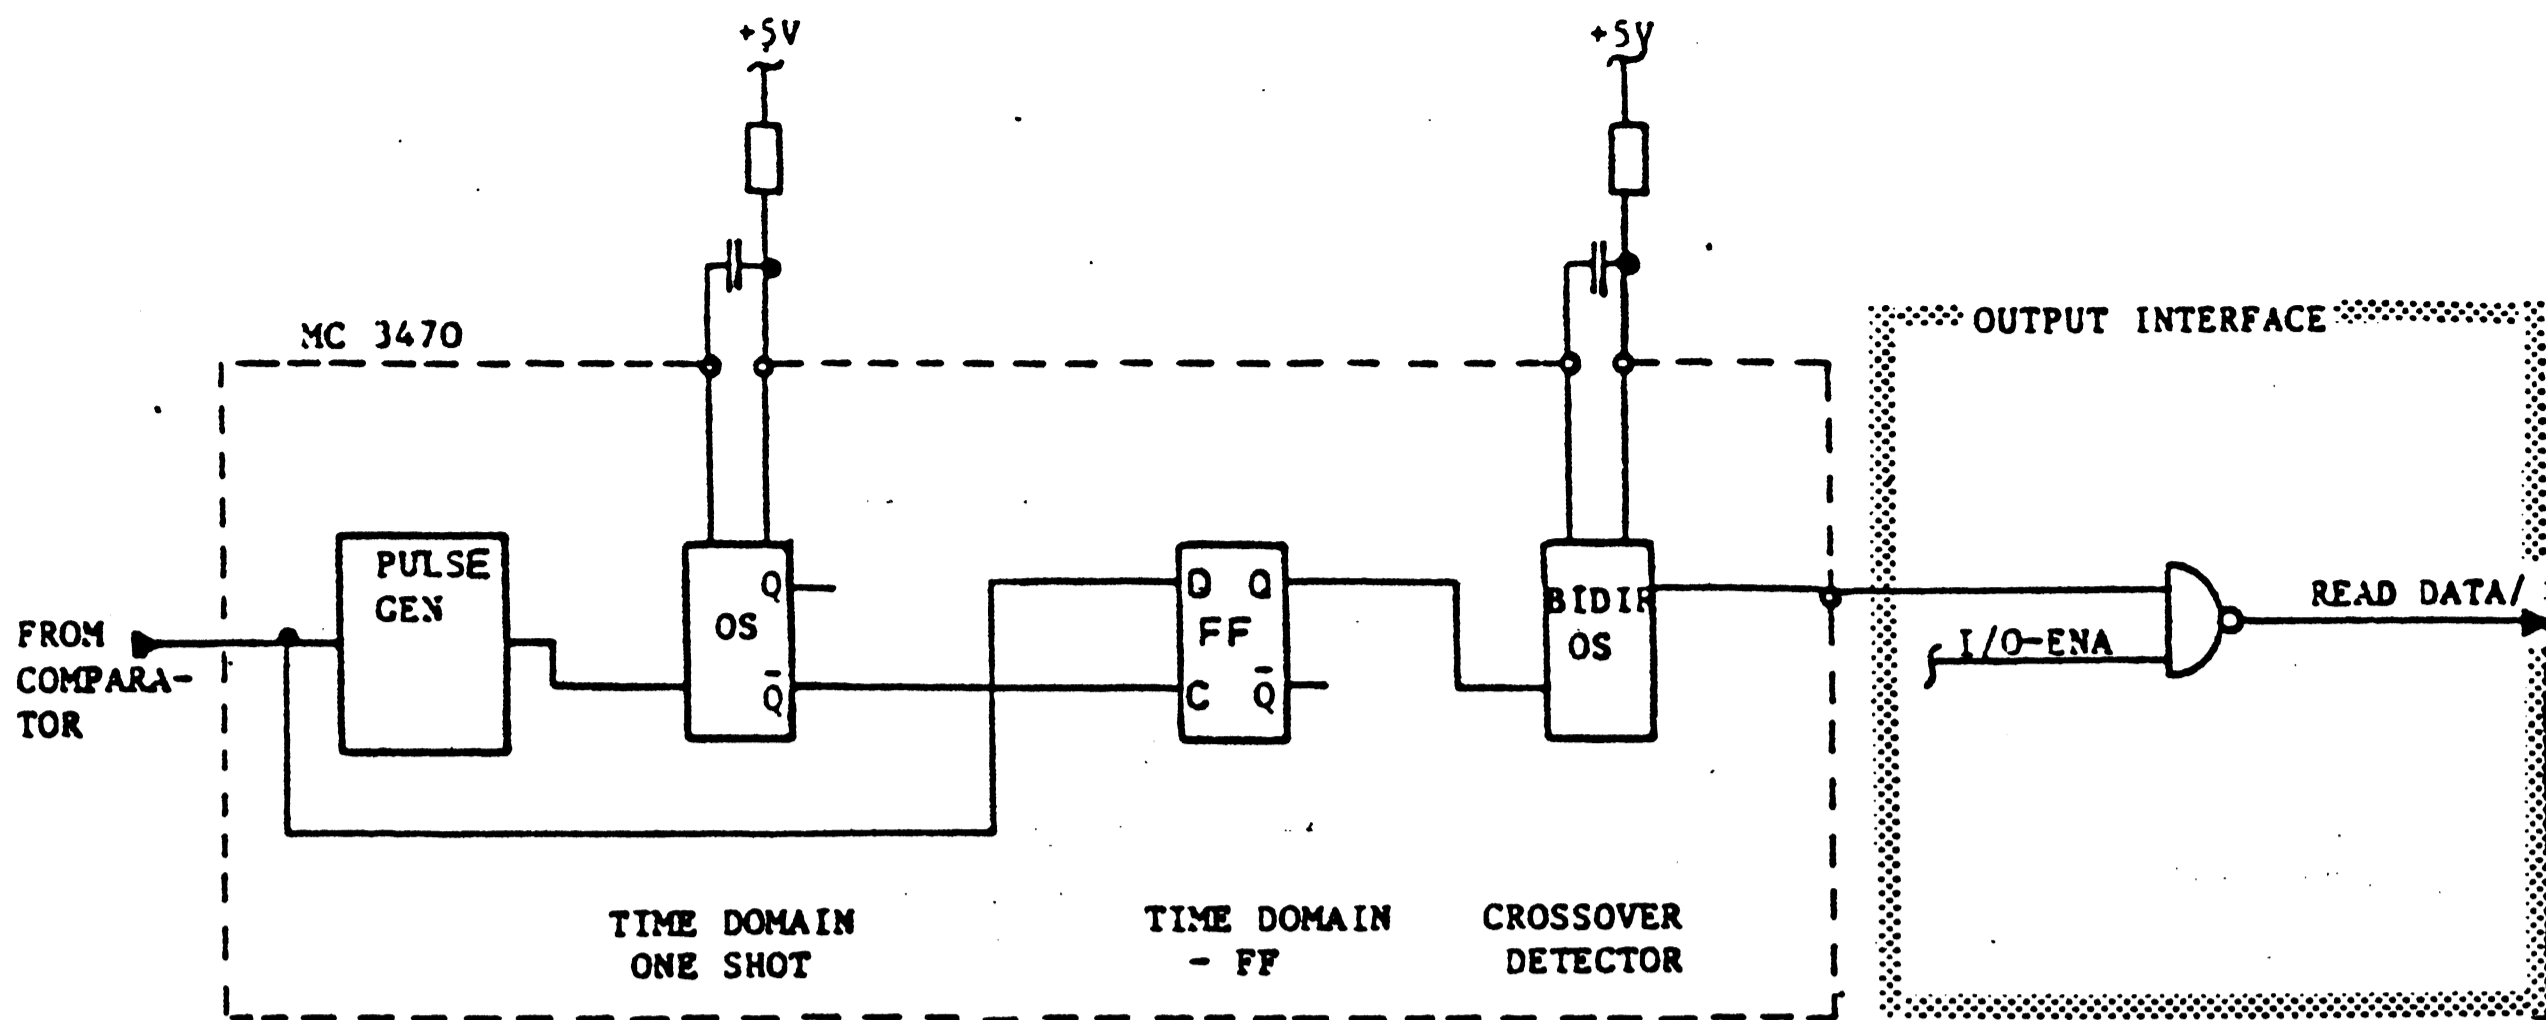 +5V
+5V
MC 3470
OUTPUT INTERFACE
PULSE
GEN
Q
OS
Q̅
D Q
FF
C Q̅
BIDIR
OS
FROM
COMPARA-
TOR
I/O-ENA
READ DATA/
TIME DOMAIN
ONE SHOT
TIME DOMAIN
- FF
CROSSOVER
DETECTOR